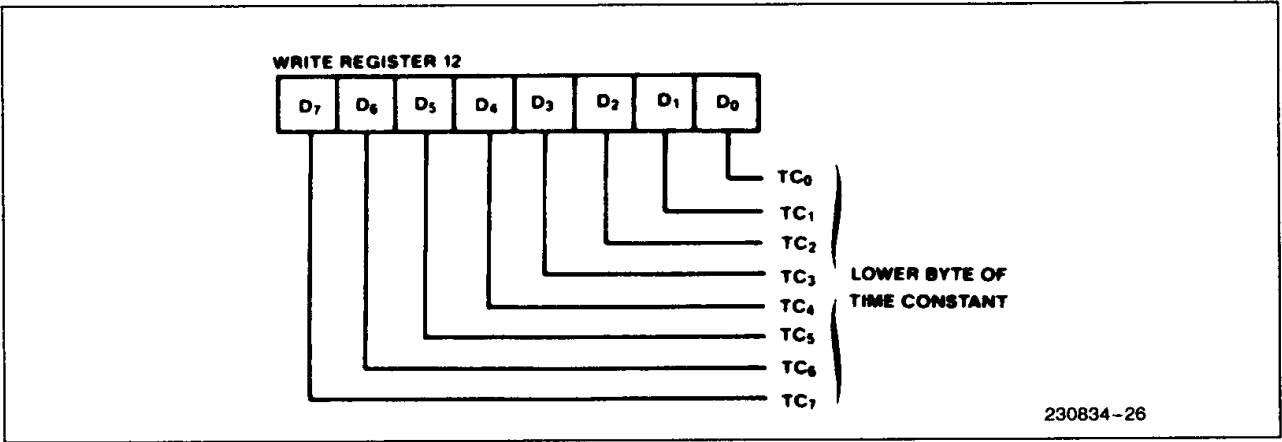 WRITE REGISTER 12
D₇ D₆ D₅ D₄ D₃ D₂ D₁ D₀
TC₀
TC₁
TC₂
TC₃
LOWER BYTE OF
TIME CONSTANT
TC₄
TC₅
TC₆
TC₇
230834-26